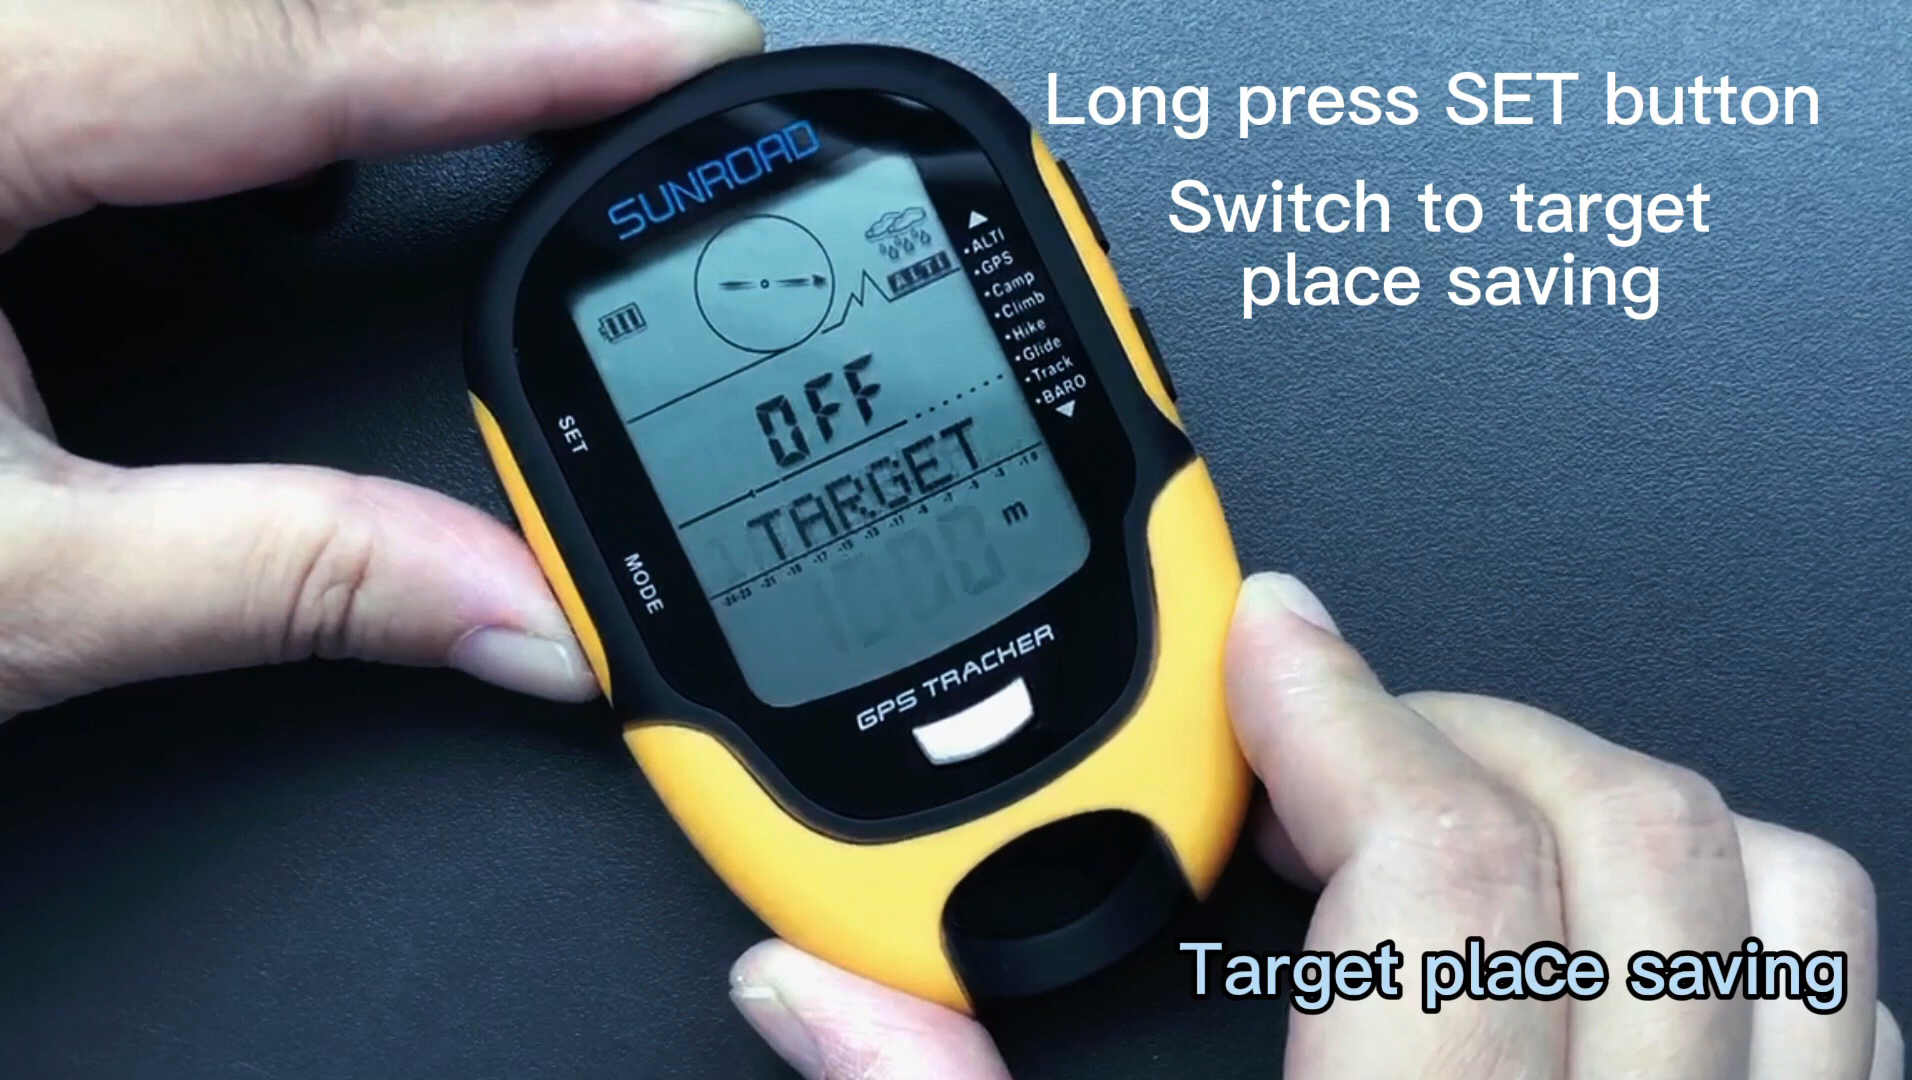 Long press SET button
Switch to target
place saving
SUNROAD
ALTI
•ALTI
•GPS
•Camp
•Climb
•Hike
•Glide
•Track
•BARO
OFF
SET
TARGET
m
MODE
GPS TRACKER
Target place saving